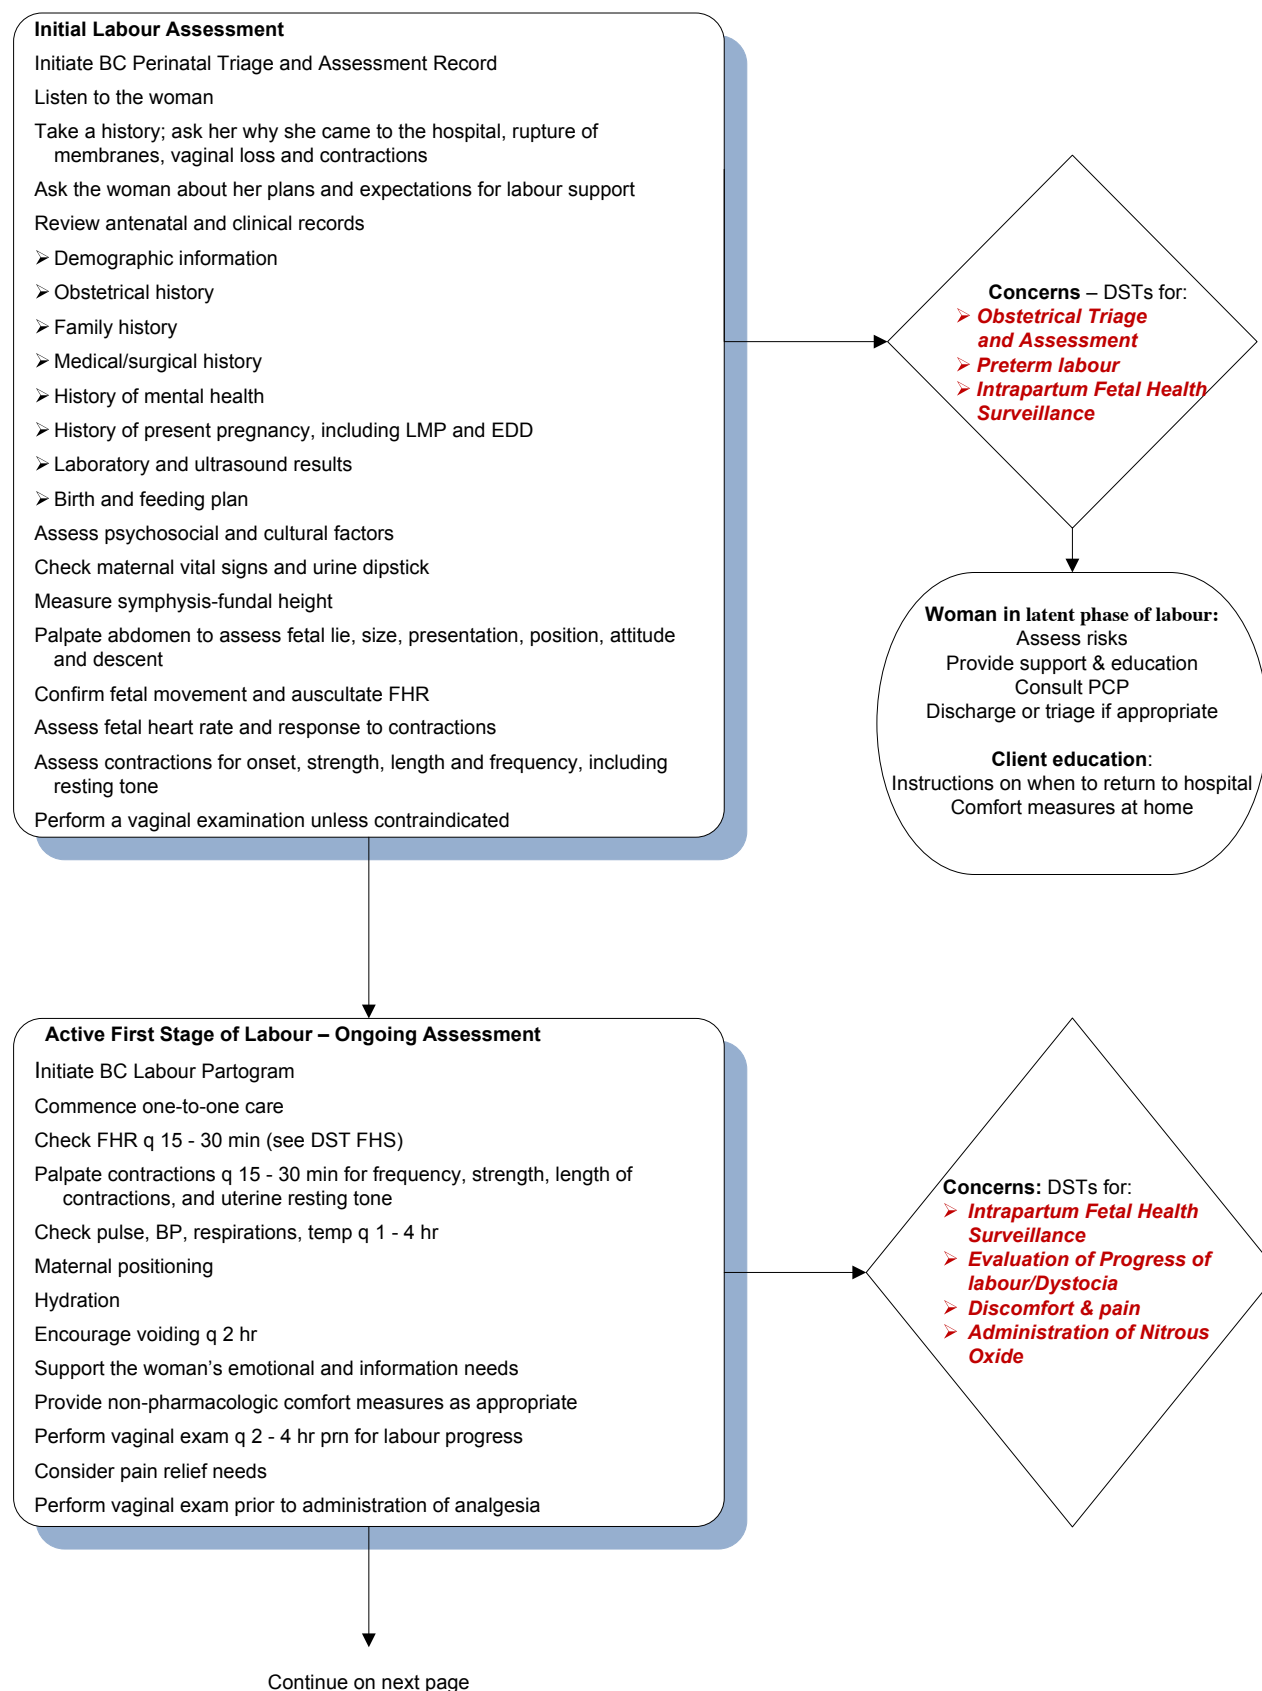 Initial Labour Assessment
Initiate BC Perinatal Triage and Assessment Record
Listen to the woman
Take a history; ask her why she came to the hospital, rupture of
membranes, vaginal loss and contractions
Ask the woman about her plans and expectations for labour support
Review antenatal and clinical records
➢ Demographic information
➢ Obstetrical history
➢ Family history
➢ Medical/surgical history
➢ History of mental health
➢ History of present pregnancy, including LMP and EDD
➢ Laboratory and ultrasound results
➢ Birth and feeding plan
Assess psychosocial and cultural factors
Check maternal vital signs and urine dipstick
Measure symphysis-fundal height
Palpate abdomen to assess fetal lie, size, presentation, position, attitude
and descent
Confirm fetal movement and auscultate FHR
Assess fetal heart rate and response to contractions
Assess contractions for onset, strength, length and frequency, including
resting tone
Perform a vaginal examination unless contraindicated
Concerns – DSTs for:
➢ Obstetrical Triage
and Assessment
➢ Preterm labour
➢ Intrapartum Fetal Health
Surveillance
Woman in latent phase of labour:
Assess risks
Provide support & education
Consult PCP
Discharge or triage if appropriate
Client education:
Instructions on when to return to hospital
Comfort measures at home
Active First Stage of Labour – Ongoing Assessment
Initiate BC Labour Partogram
Commence one-to-one care
Check FHR q 15 - 30 min (see DST FHS)
Palpate contractions q 15 - 30 min for frequency, strength, length of
contractions, and uterine resting tone
Check pulse, BP, respirations, temp q 1 - 4 hr
Maternal positioning
Hydration
Encourage voiding q 2 hr
Support the woman’s emotional and information needs
Provide non-pharmacologic comfort measures as appropriate
Perform vaginal exam q 2 - 4 hr prn for labour progress
Consider pain relief needs
Perform vaginal exam prior to administration of analgesia
Concerns: DSTs for:
➢ Intrapartum Fetal Health
Surveillance
➢ Evaluation of Progress of
labour/Dystocia
➢ Discomfort & pain
➢ Administration of Nitrous
Oxide
Continue on next page